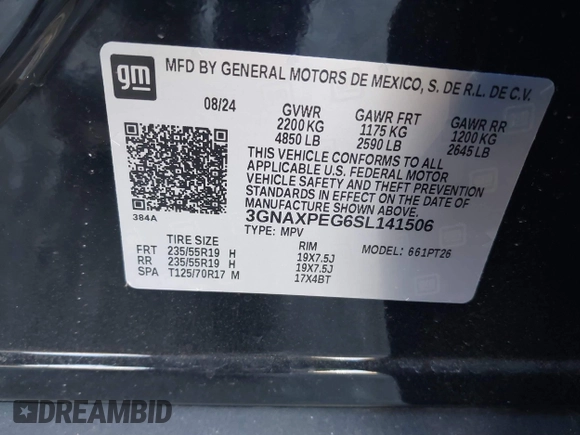 gm
MFD BY GENERAL MOTORS DE MEXICO, S. DE R.L. DE C.V.
08/24 GVWR GAWR FRT GAWR RR
2200 KG 1175 KG 1200 KG
4850 LB 2590 LB 2645 LB
THIS VEHICLE CONFORMS TO ALL
APPLICABLE U.S. FEDERAL MOTOR
VEHICLE SAFETY AND THEFT PREVENTION
STANDARDS IN EFFECT ON THE DATE OF
MANUFACTURE SHOWN ABOVE.
384A
3GNAXPEG6SL141506
TYPE: MPV MODEL: 661PT26
TIRE SIZE RIM
FRT 235/55R19 H 19X7.5J
RR 235/55R19 H 19X7.5J
SPA T125/70R17 M 17X4BT
DREAMBID